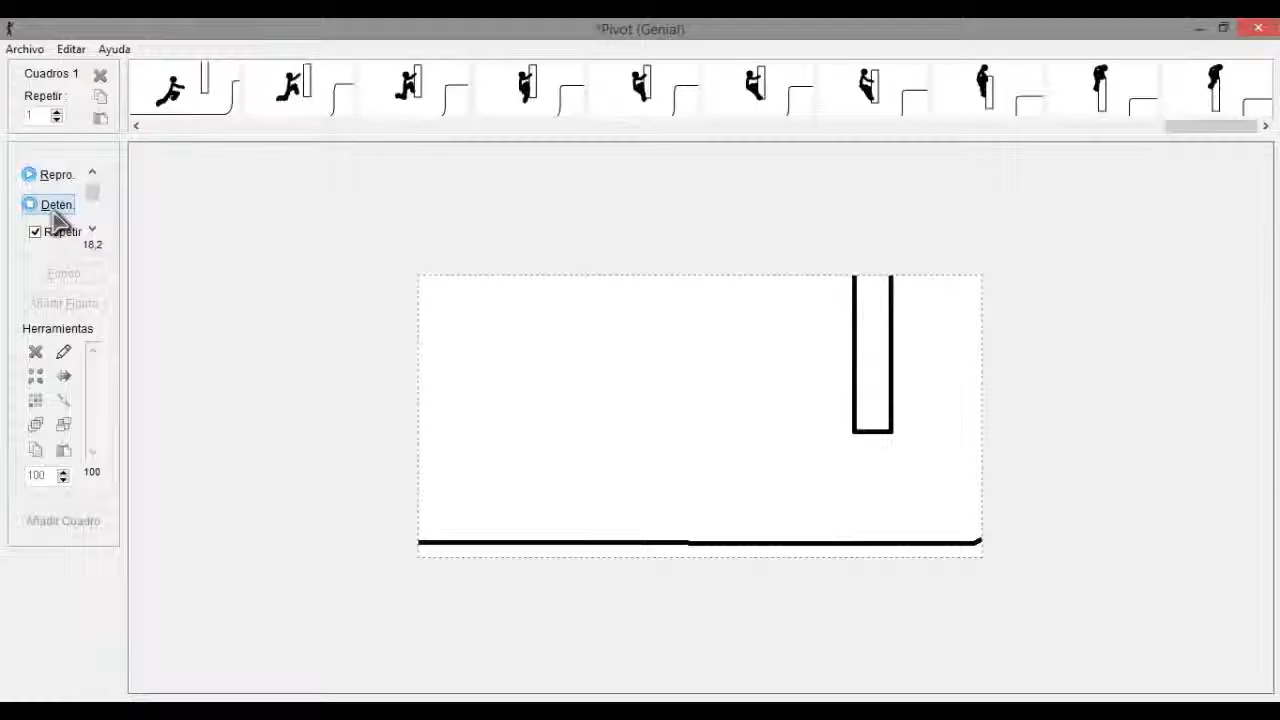 *Pivot (Genial)
Archivo Editar Ayuda
Cuadros 1
Repetir :
1
Repro.
Deten.
Repetir
18,2
Fondo
Añadir Figura
Herramientas
100
100
Añadir Cuadro